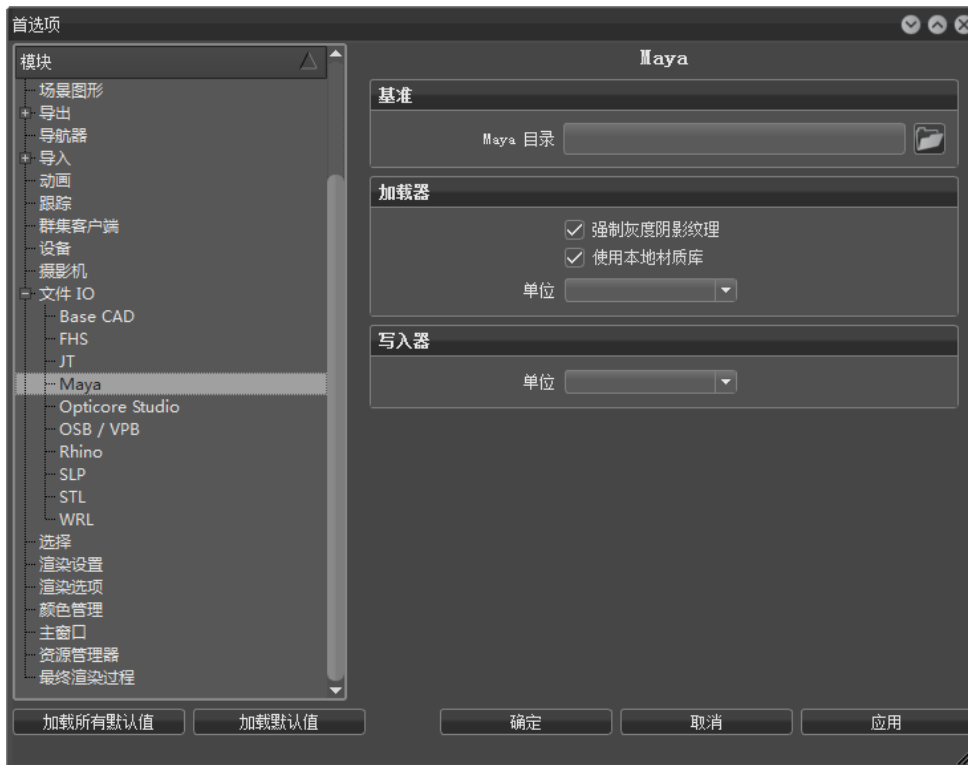 首选项
模块
场景图形
导出
导航器
导入
动画
跟踪
群集客户端
设备
摄影机
文件 IO
Base CAD
FHS
JT
Maya
Opticore Studio
OSB / VPB
Rhino
SLP
STL
WRL
选择
渲染设置
渲染选项
颜色管理
主窗口
资源管理器
最终渲染过程
Maya
基准
Maya 目录
加载器
强制灰度阴影纹理
使用本地材质库
单位
写入器
单位
加载所有默认值 加载默认值 确定 取消 应用